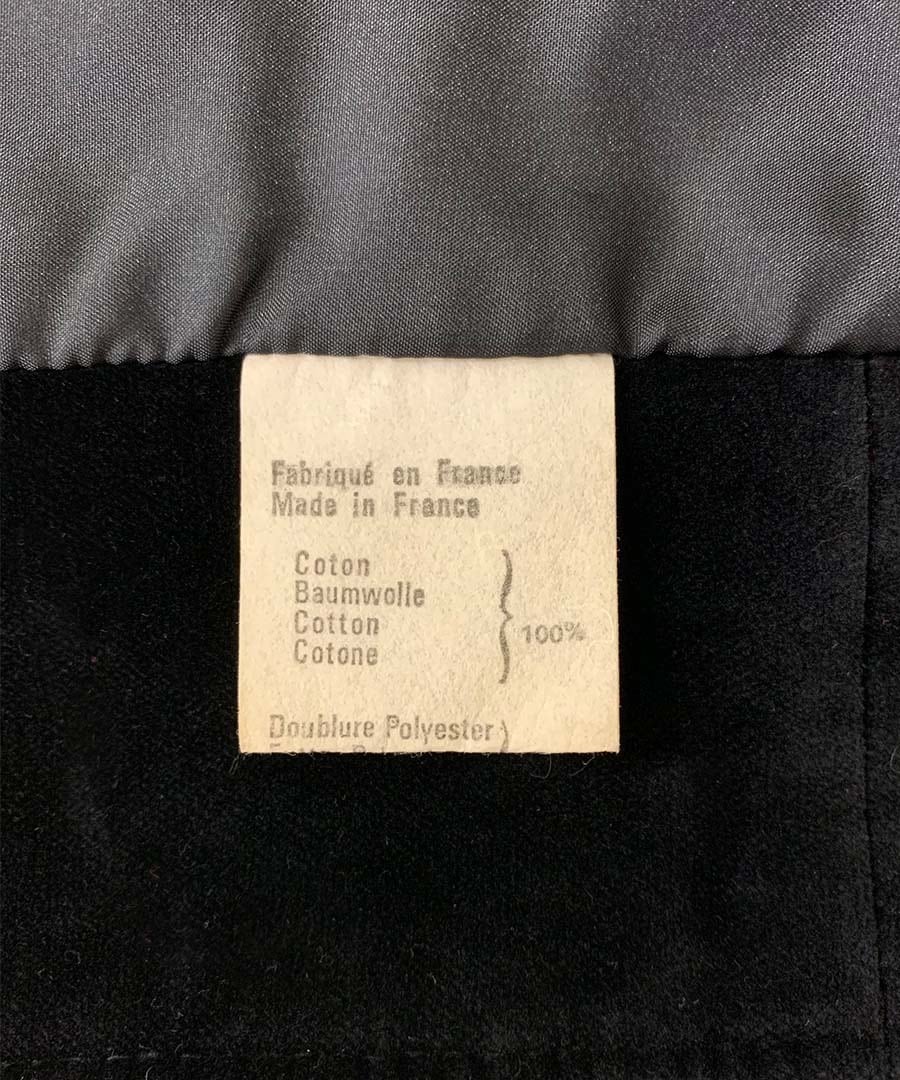 Fabriqué en France
Made in France
Coton
Baumwolle
Cotton
Cotone
} 100%
Doublure Polyester }